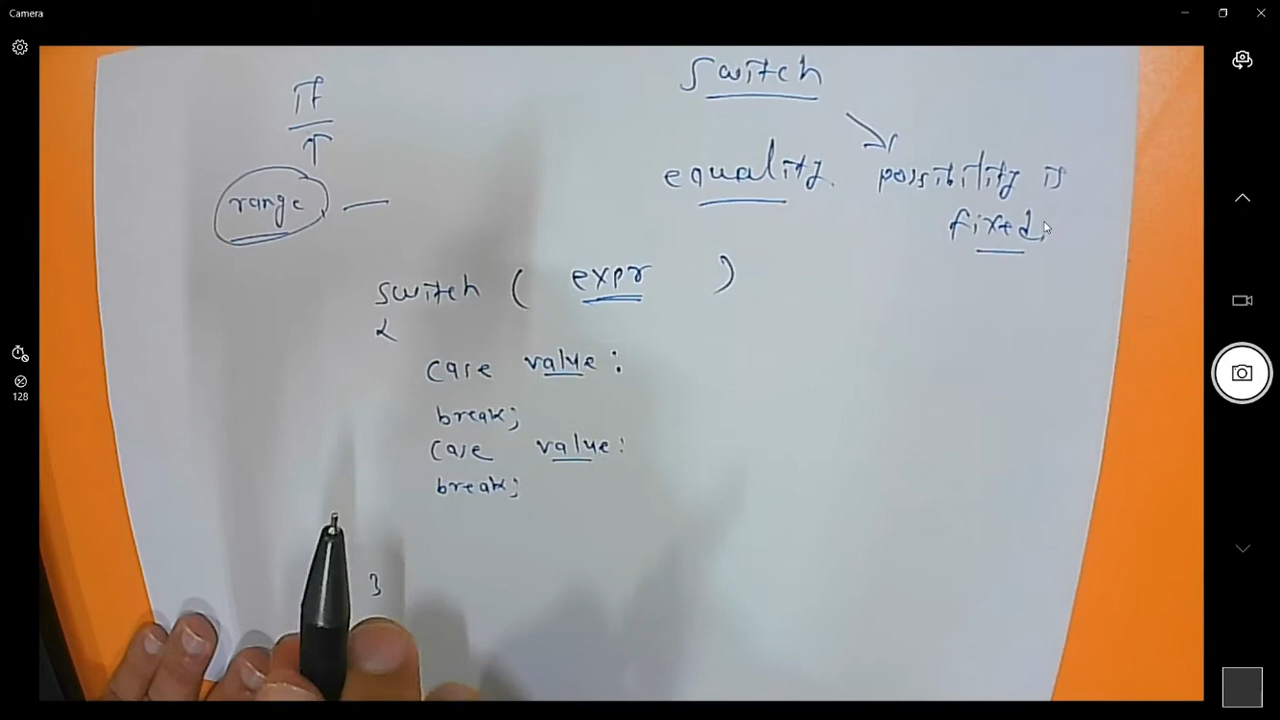 Camera
if
switch
range
equality.
possibility is
fixed.
switch ( expr )
{
case value:
break;
case value:
break;
}
128